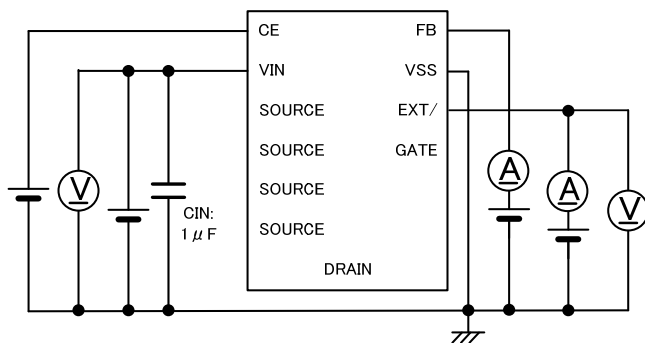 CE FB
VIN VSS
SOURCE EXT/
SOURCE GATE
SOURCE
SOURCE
DRAIN
V
CIN:
1μF
A
A
V